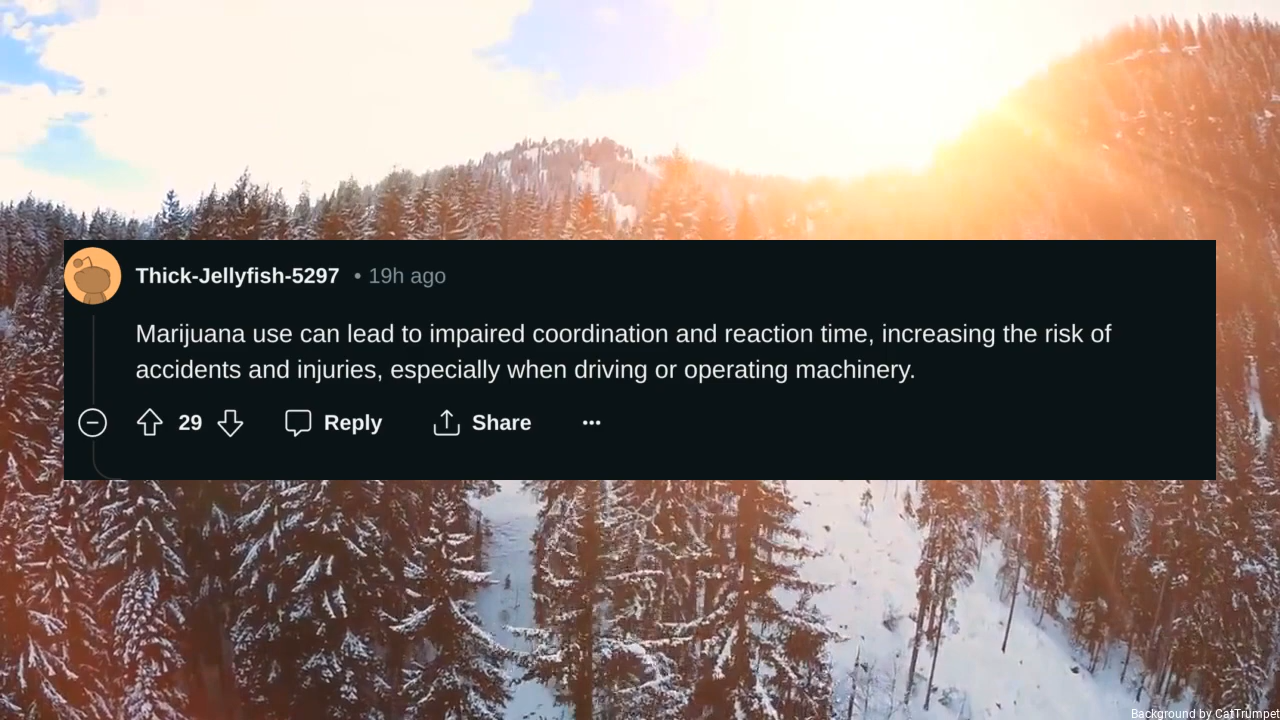 Thick-Jellyfish-5297 • 19h ago
Marijuana use can lead to impaired coordination and reaction time, increasing the risk of
accidents and injuries, especially when driving or operating machinery.
29 Reply Share ...
Background by CatTrumpet